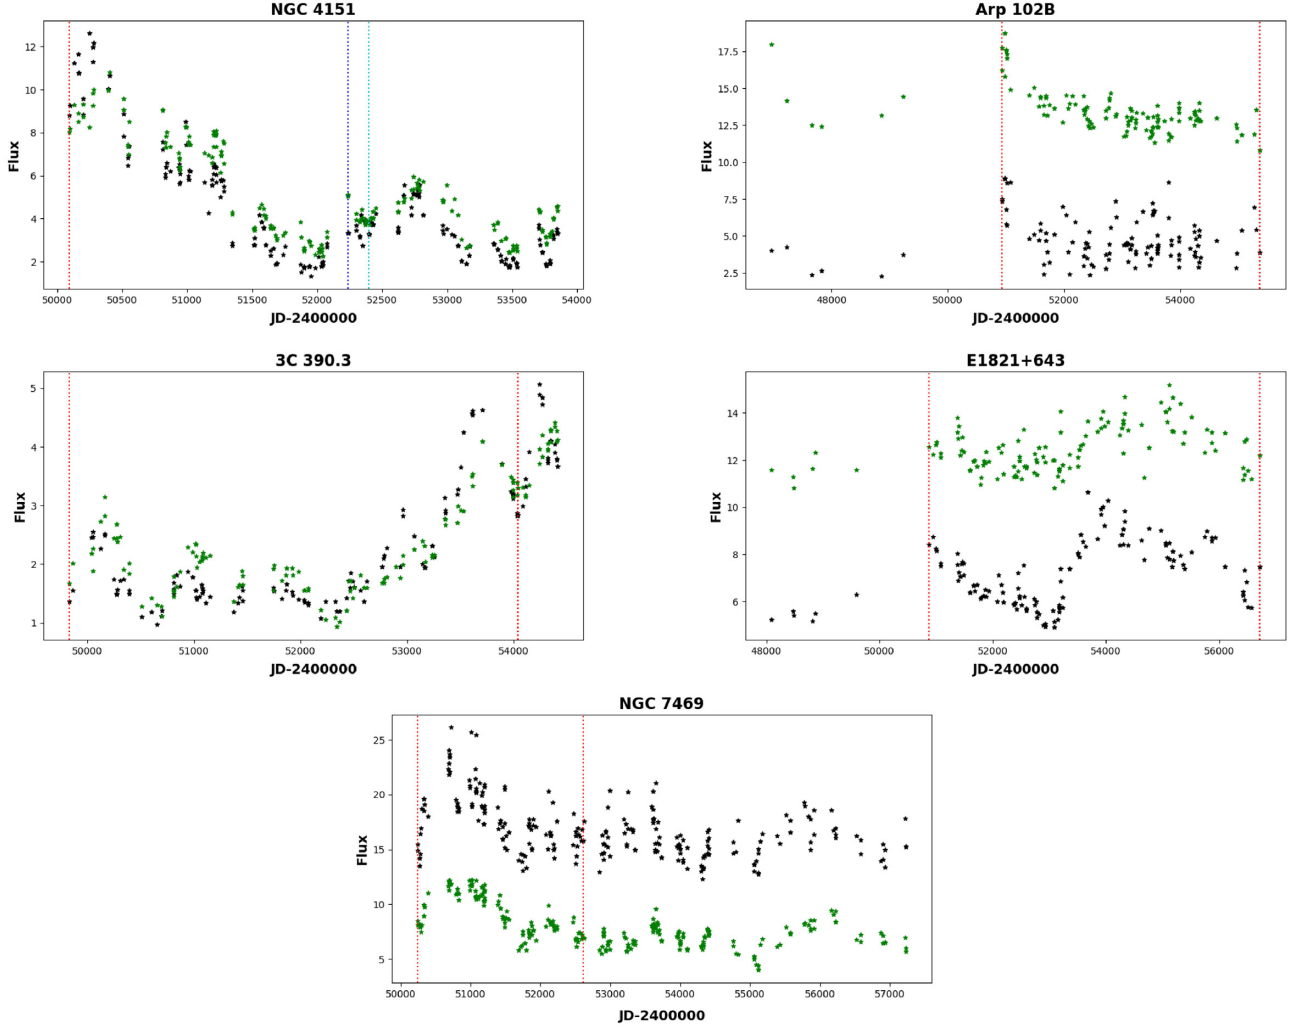 NGC 4151
Flux
12
10
8
6
4
2
50000 50500 51000 51500 52000 52500 53000 53500 54000
JD-2400000
Arp 102B
Flux
17.5
15.0
12.5
10.0
7.5
5.0
2.5
48000 50000 52000 54000
JD-2400000
3C 390.3
Flux
5
4
3
2
1
50000 51000 52000 53000 54000
JD-2400000
E1821+643
Flux
14
12
10
8
6
48000 50000 52000 54000 56000
JD-2400000
NGC 7469
Flux
25
20
15
10
5
50000 51000 52000 53000 54000 55000 56000 57000
JD-2400000